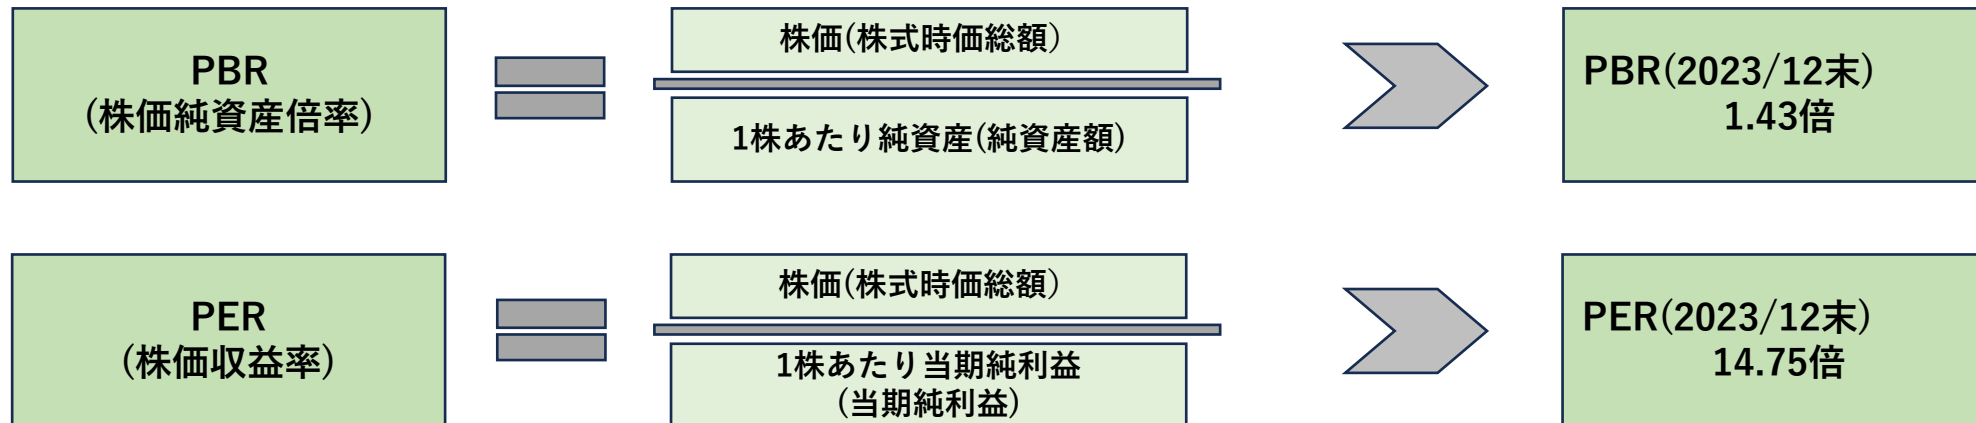 PBR
(株価純資産倍率)
株価(株式時価総額)
1株あたり純資産(純資産額)
PBR(2023/12末)
1.43倍
PER
(株価収益率)
株価(株式時価総額)
1株あたり当期純利益
(当期純利益)
PER(2023/12末)
14.75倍